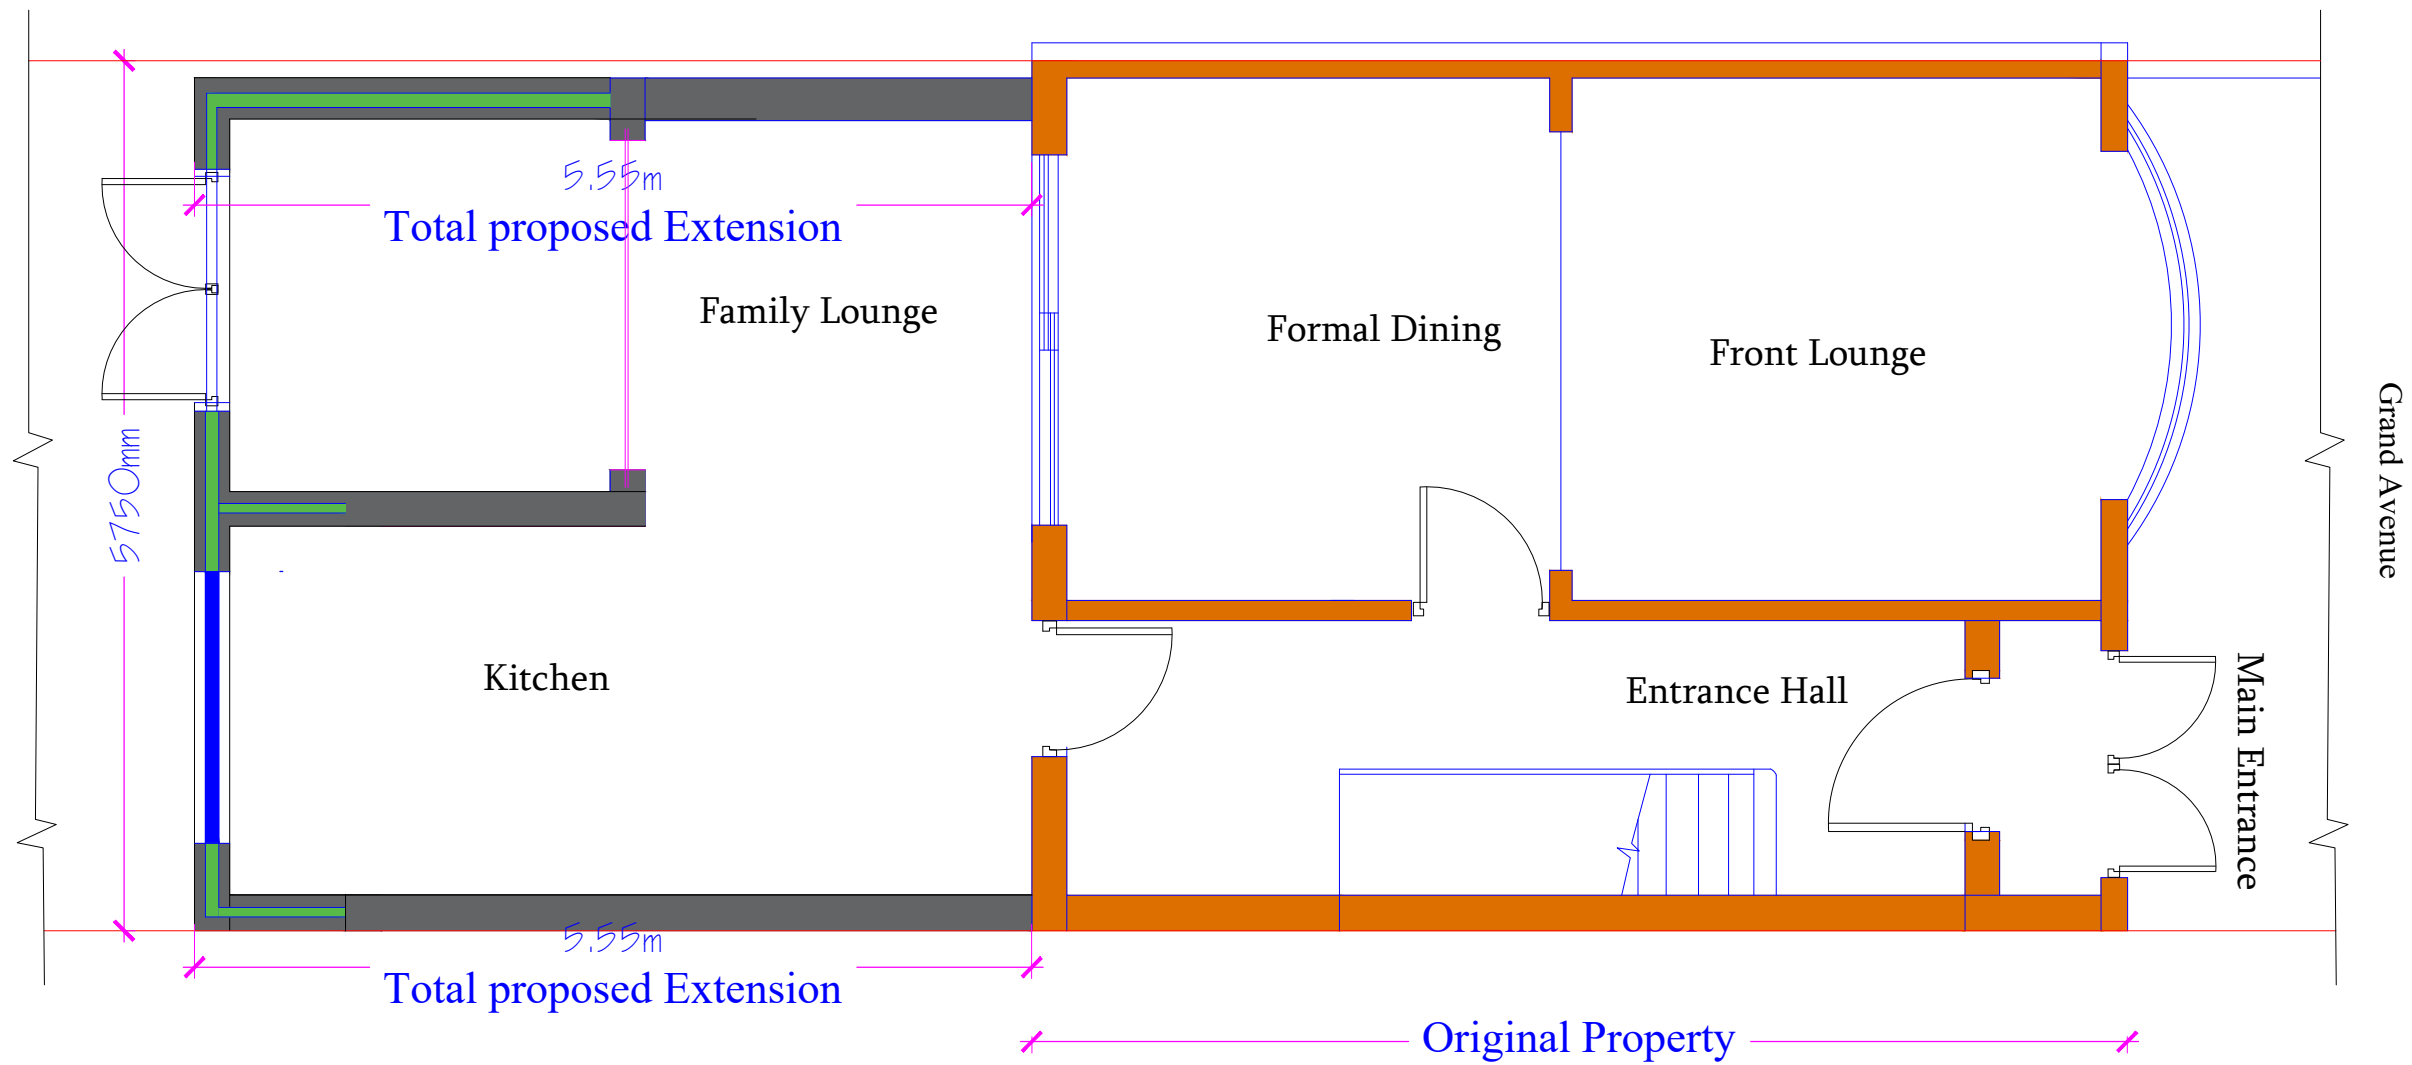 5.55m
Total proposed Extension
Family Lounge
Formal Dining
Front Lounge
Grand Avenue
5750mm
Kitchen
Entrance Hall
Main Entrance
5.55m
Total proposed Extension
Original Property